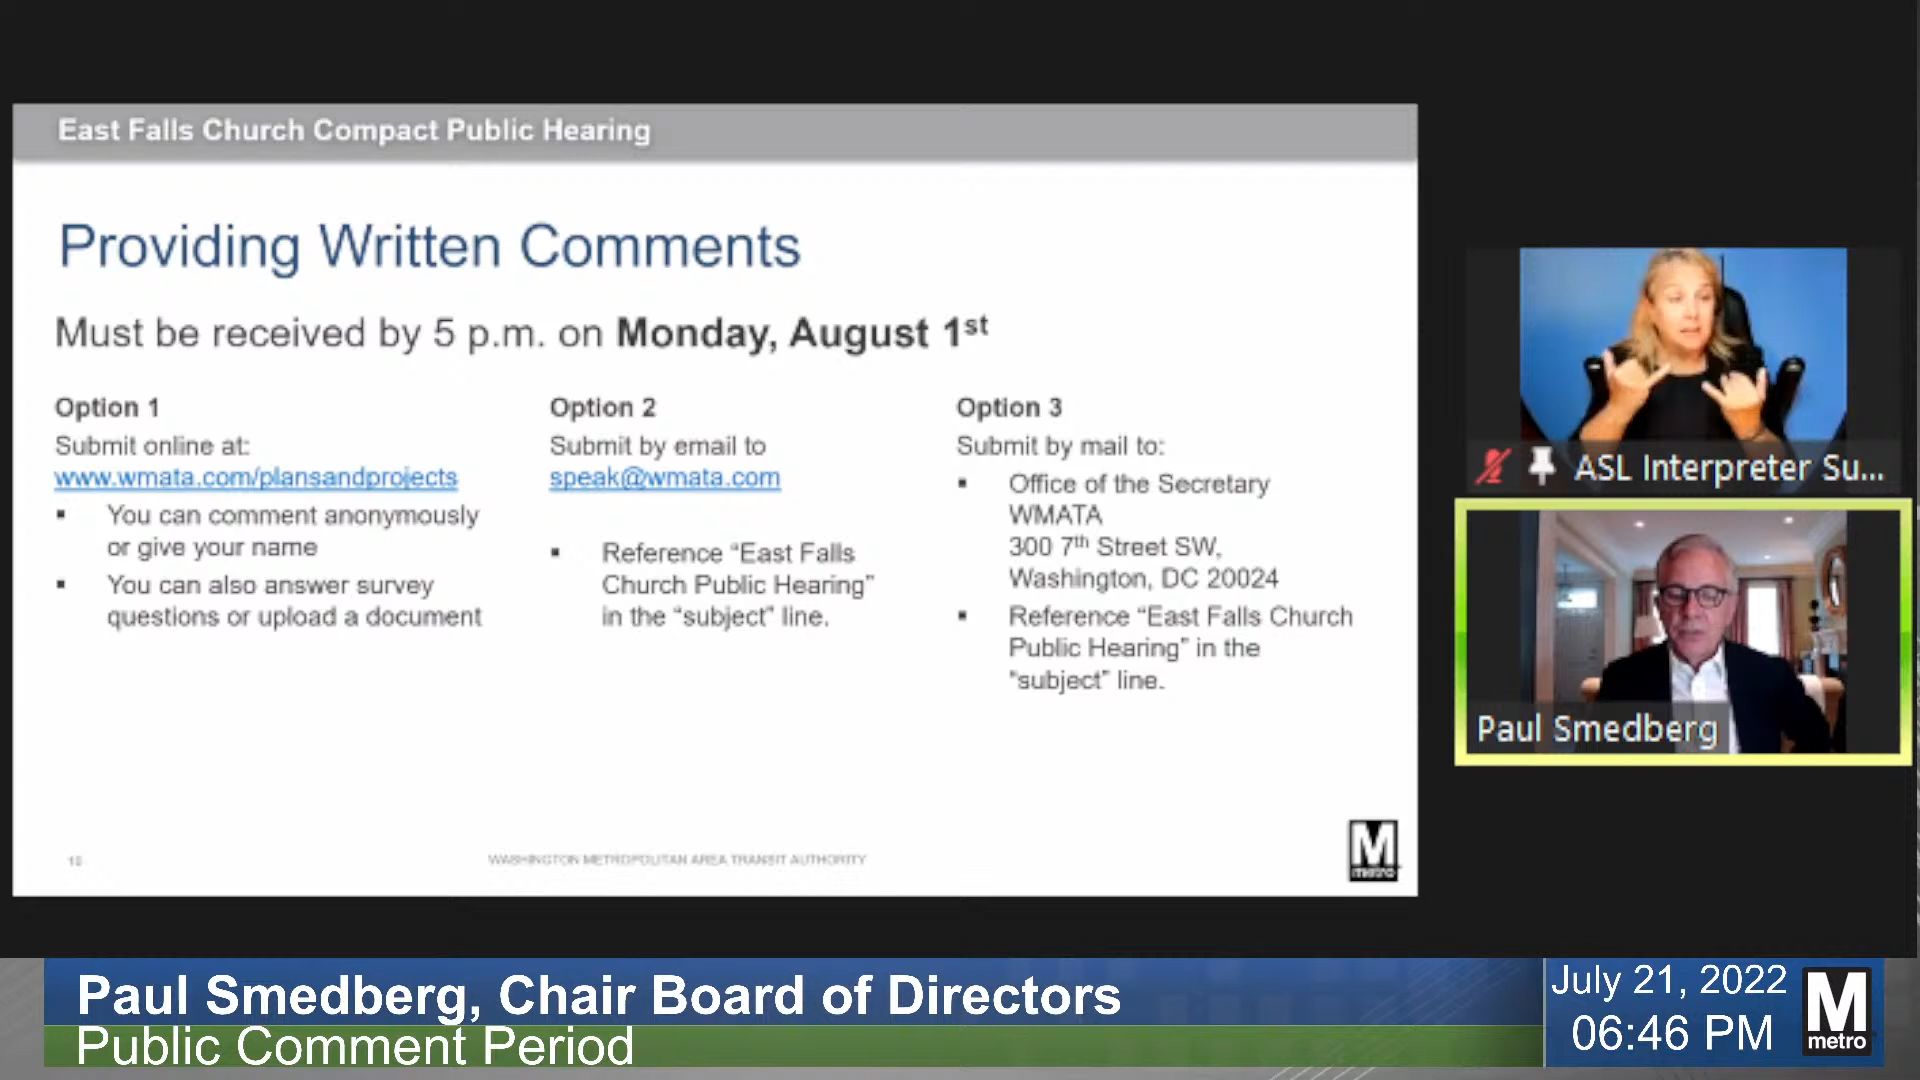 East Falls Church Compact Public Hearing
Providing Written Comments
Must be received by 5 p.m. on Monday, August 1st
Option 1
Submit online at:
www.wmata.com/plansandprojects
▪ You can comment anonymously
or give your name
▪ You can also answer survey
questions or upload a document
Option 2
Submit by email to
speak@wmata.com
▪ Reference “East Falls
Church Public Hearing”
in the “subject” line.
Option 3
Submit by mail to:
▪ Office of the Secretary
WMATA
300 7th Street SW,
Washington, DC 20024
▪ Reference “East Falls Church
Public Hearing” in the
“subject” line.
WASHINGTON METROPOLITAN AREA TRANSIT AUTHORITY
M
metro
ASL Interpreter Su...
Paul Smedberg
Paul Smedberg, Chair Board of Directors
Public Comment Period
July 21, 2022
06:46 PM
M
metro